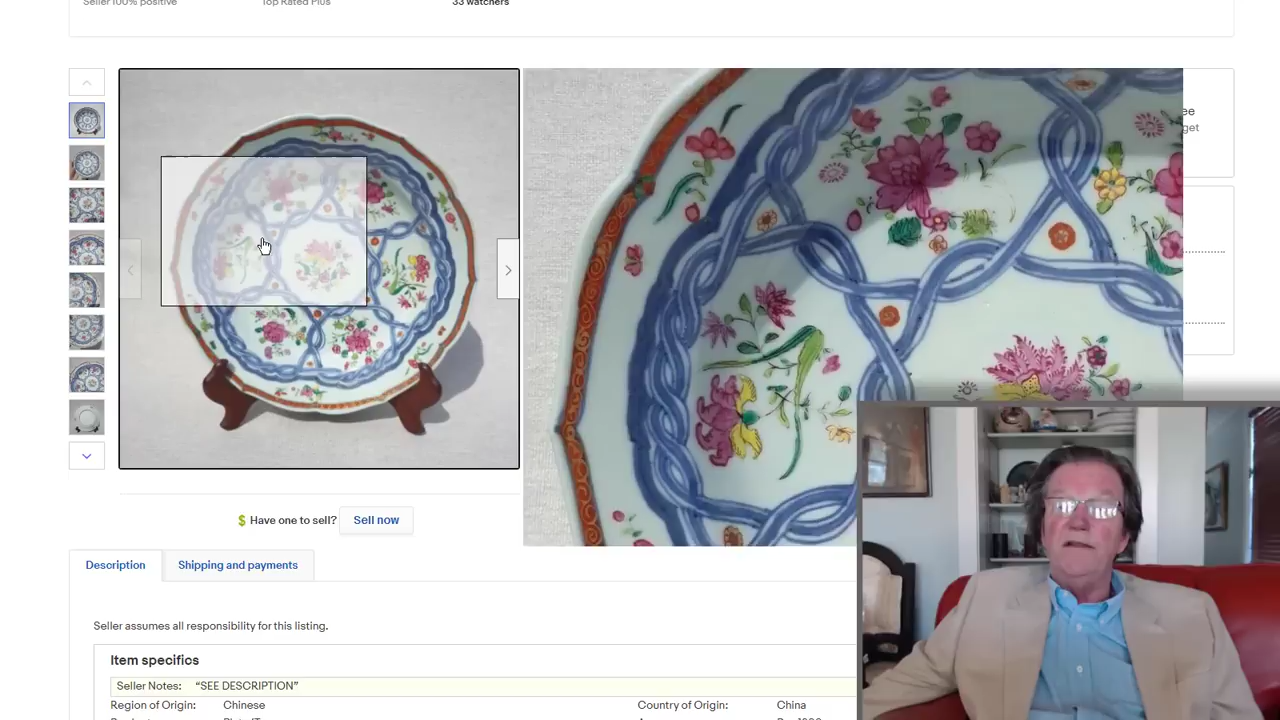 Seller 100% positive
Top Rated Plus
33 watchers
ee
get
$ Have one to sell? Sell now
Description
Shipping and payments
Seller assumes all responsibility for this listing.
Item specifics
Seller Notes: “SEE DESCRIPTION”
Region of Origin: Chinese
Country of Origin: China